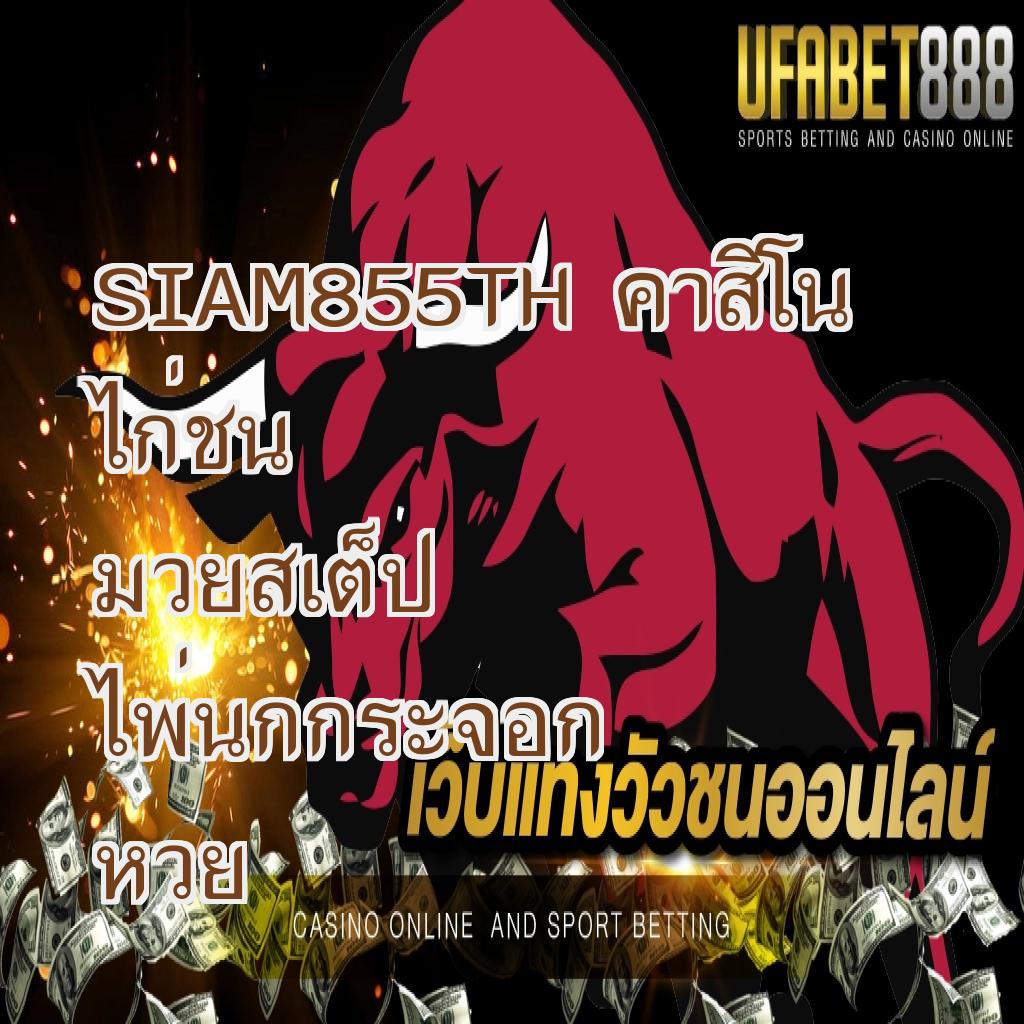 UFABET888
SPORTS BETTING AND CASINO ONLINE
SIAM855TH คาสิโน
ไก่ชน
มวยสเต็ป
ไพ่นกกระจอก
เว็บแทงวัวชนออนไลน์
หวย
CASINO ONLINE AND SPORT BETTING